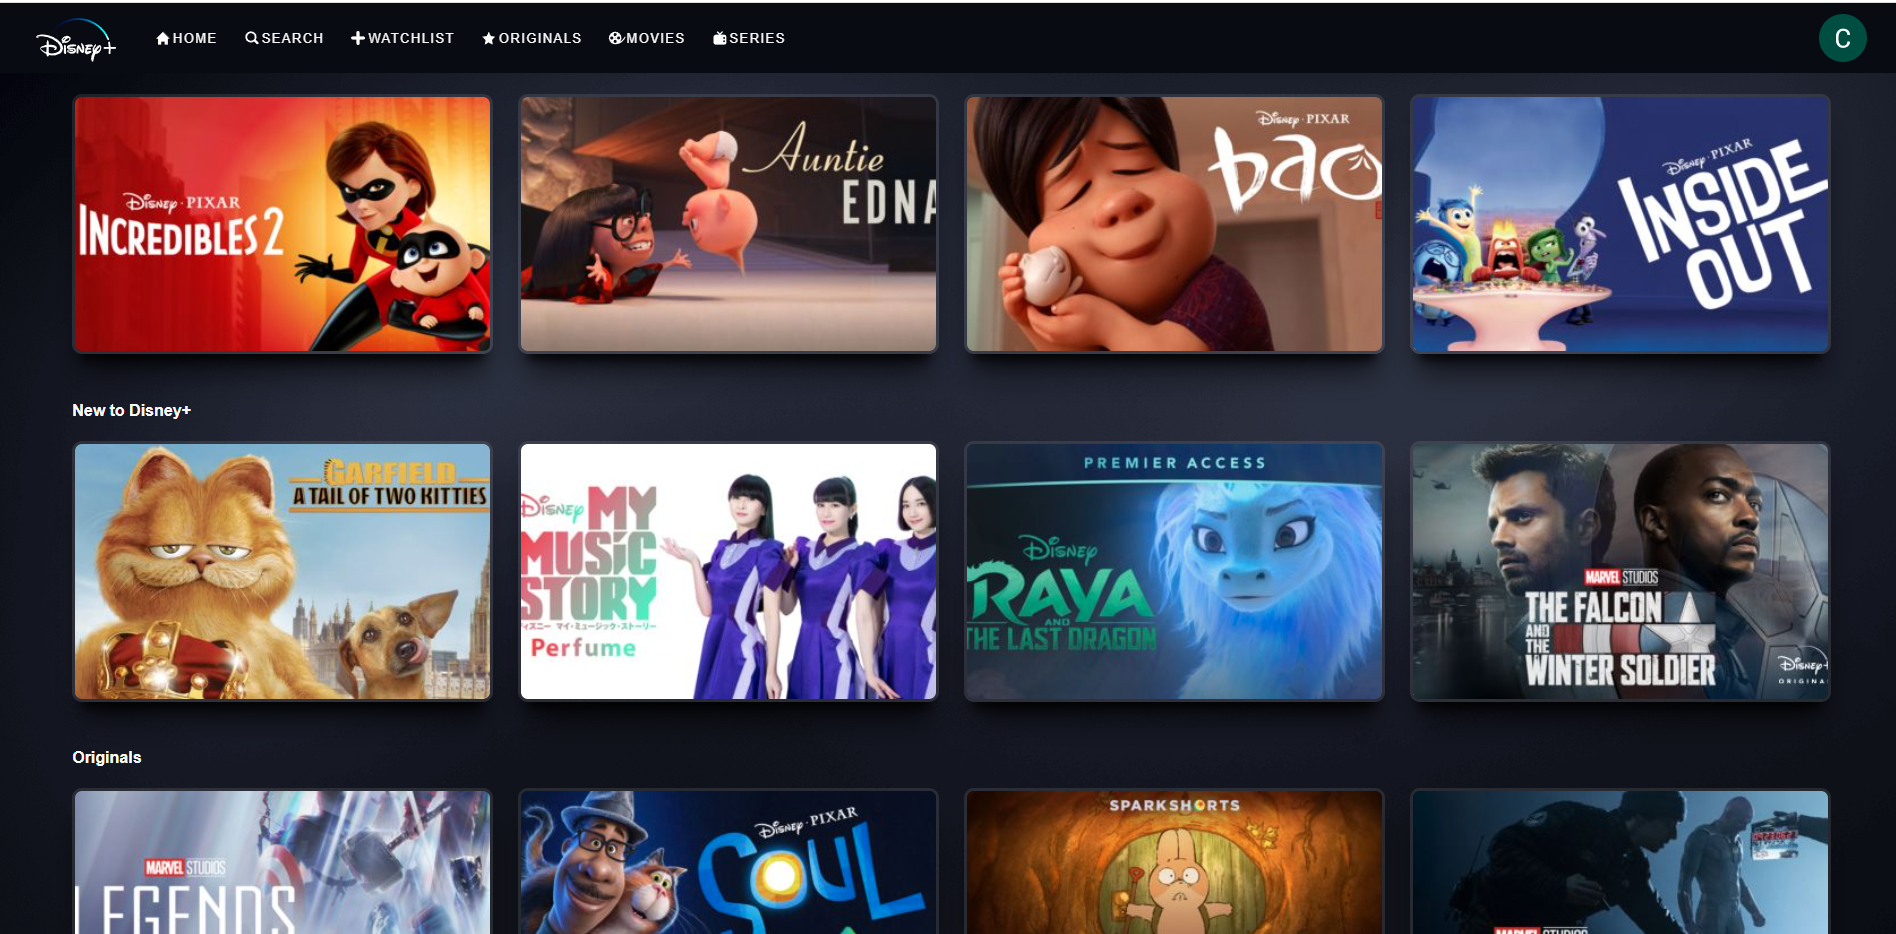 Disney+
HOME
SEARCH
WATCHLIST
ORIGINALS
MOVIES
SERIES
C
Disney · PIXAR
INCREDIBLES 2
Auntie
EDNA
Disney · PIXAR
bao
Disney · PIXAR
INSIDE
OUT
New to Disney+
GARFIELD
A TAIL OF TWO KITTIES
Disney MY
MUSIC
STORY
ディズニー マイ・ミュージック・ストーリー
Perfume
PREMIER ACCESS
Disney
RAYA
AND
THE LAST DRAGON
MARVEL STUDIOS
THE FALCON
AND
THE
WINTER SOLDIER
Disney+
ORIGINAL
Originals
MARVEL STUDIOS
LEGENDS
Disney · PIXAR
SOUL
SPARKSHORTS
MARVEL STUDIOS